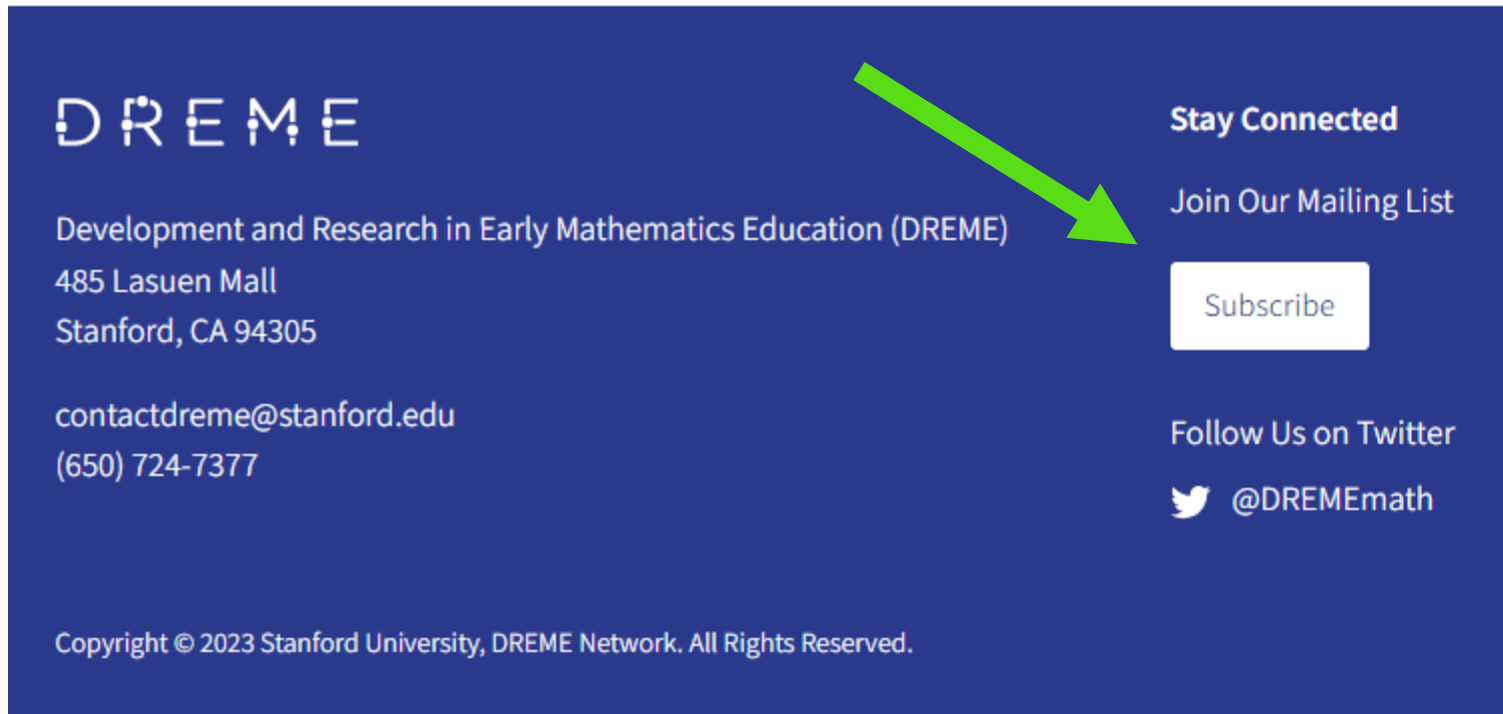 DREME
Development and Research in Early Mathematics Education (DREME)
485 Lasuen Mall
Stanford, CA 94305
contactdreme@stanford.edu
(650) 724-7377
Stay Connected
Join Our Mailing List
Subscribe
Follow Us on Twitter
@DREMEmath
Copyright © 2023 Stanford University, DREME Network. All Rights Reserved.